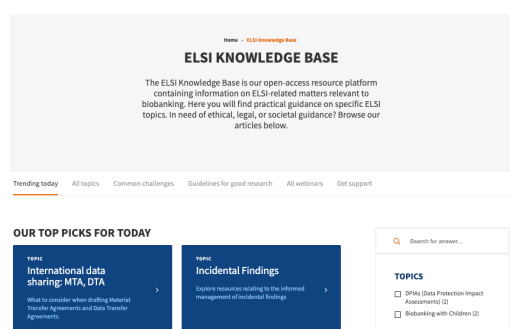 Home - ELSI Knowledge Base
ELSI KNOWLEDGE BASE
The ELSI Knowledge Base is our open-access resource platform
containing information on ELSI-related matters relevant to
biobanking. Here you will find practical guidance on specific ELSI
topics. In need of ethical, legal, or societal guidance? Browse our
articles below.
Trending today All topics Common challenges Guidelines for good research All webinars Get support
OUR TOP PICKS FOR TODAY
TOPIC
International data
sharing: MTA, DTA
What to consider when drafting Material
Transfer Agreements and Data Transfer
Agreements.
TOPIC
Incidental Findings
Explore resources relating to the informed
management of incidental findings
Search for answer...
TOPICS
DPIAs (Data Protection Impact
Assessments) (2)
Biobanking with Children (2)